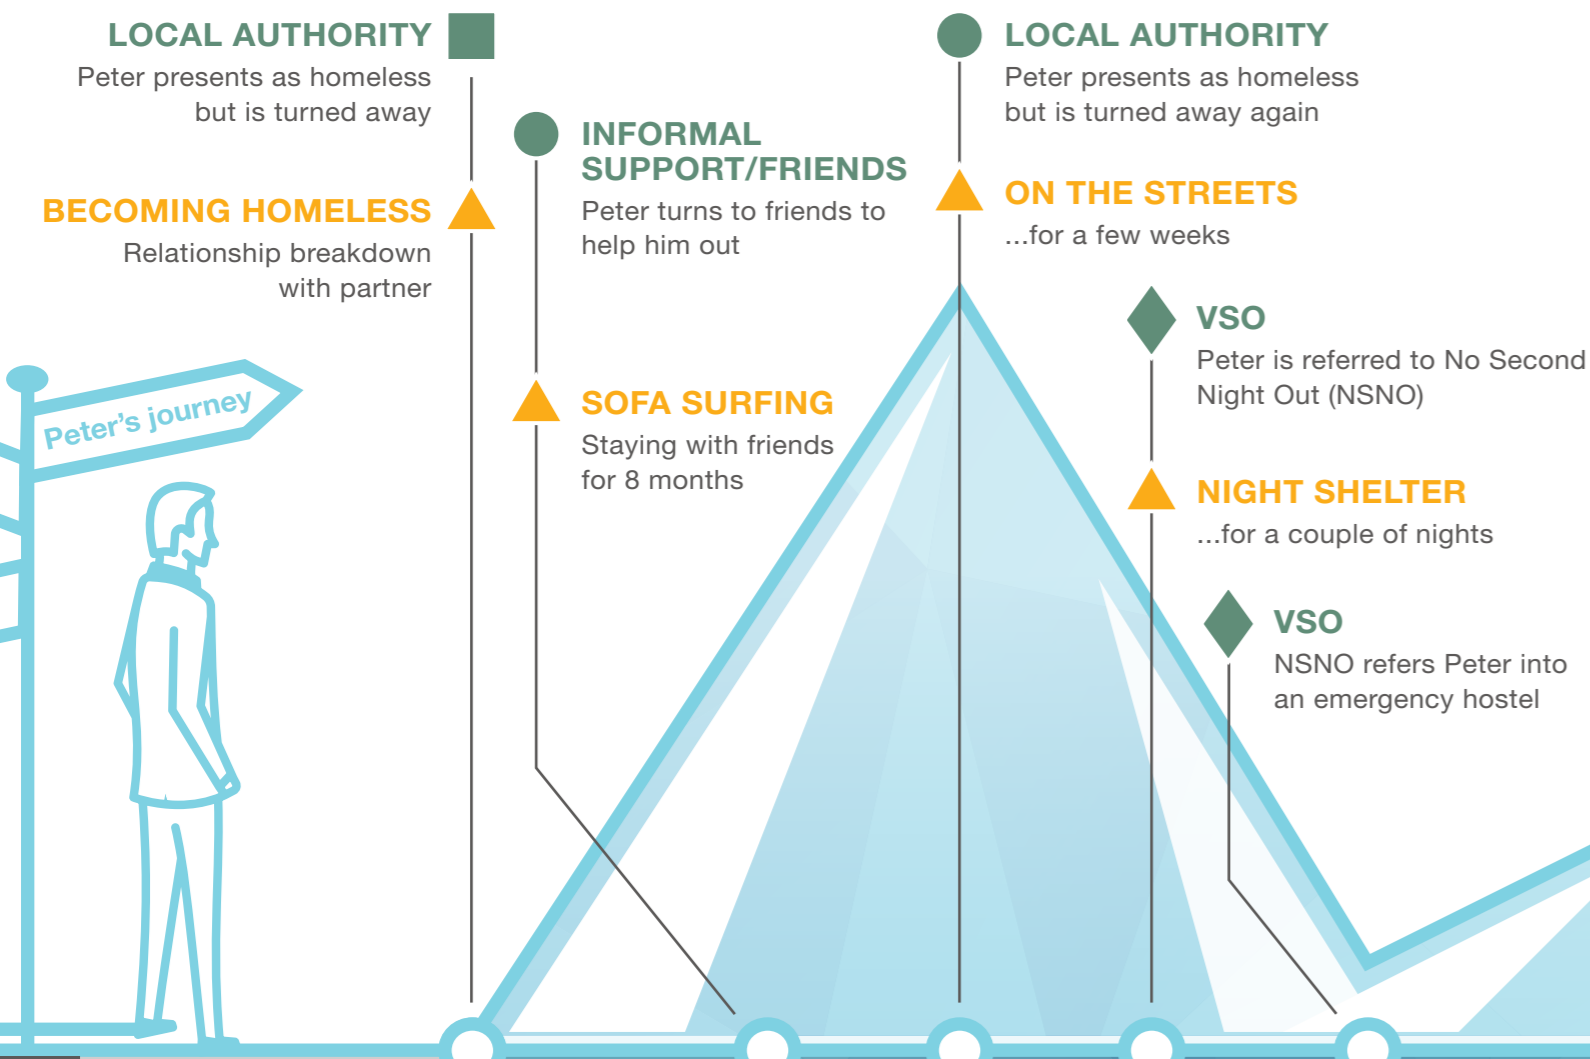 LOCAL AUTHORITY
Peter presents as homeless
but is turned away
BECOMING HOMELESS
Relationship breakdown
with partner
Peter's journey
INFORMAL
SUPPORT/FRIENDS
Peter turns to friends to
help him out
SOFA SURFING
Staying with friends
for 8 months
LOCAL AUTHORITY
Peter presents as homeless
but is turned away again
ON THE STREETS
...for a few weeks
VSO
Peter is referred to No Second
Night Out (NSNO)
NIGHT SHELTER
...for a couple of nights
VSO
NSNO refers Peter into
an emergency hostel